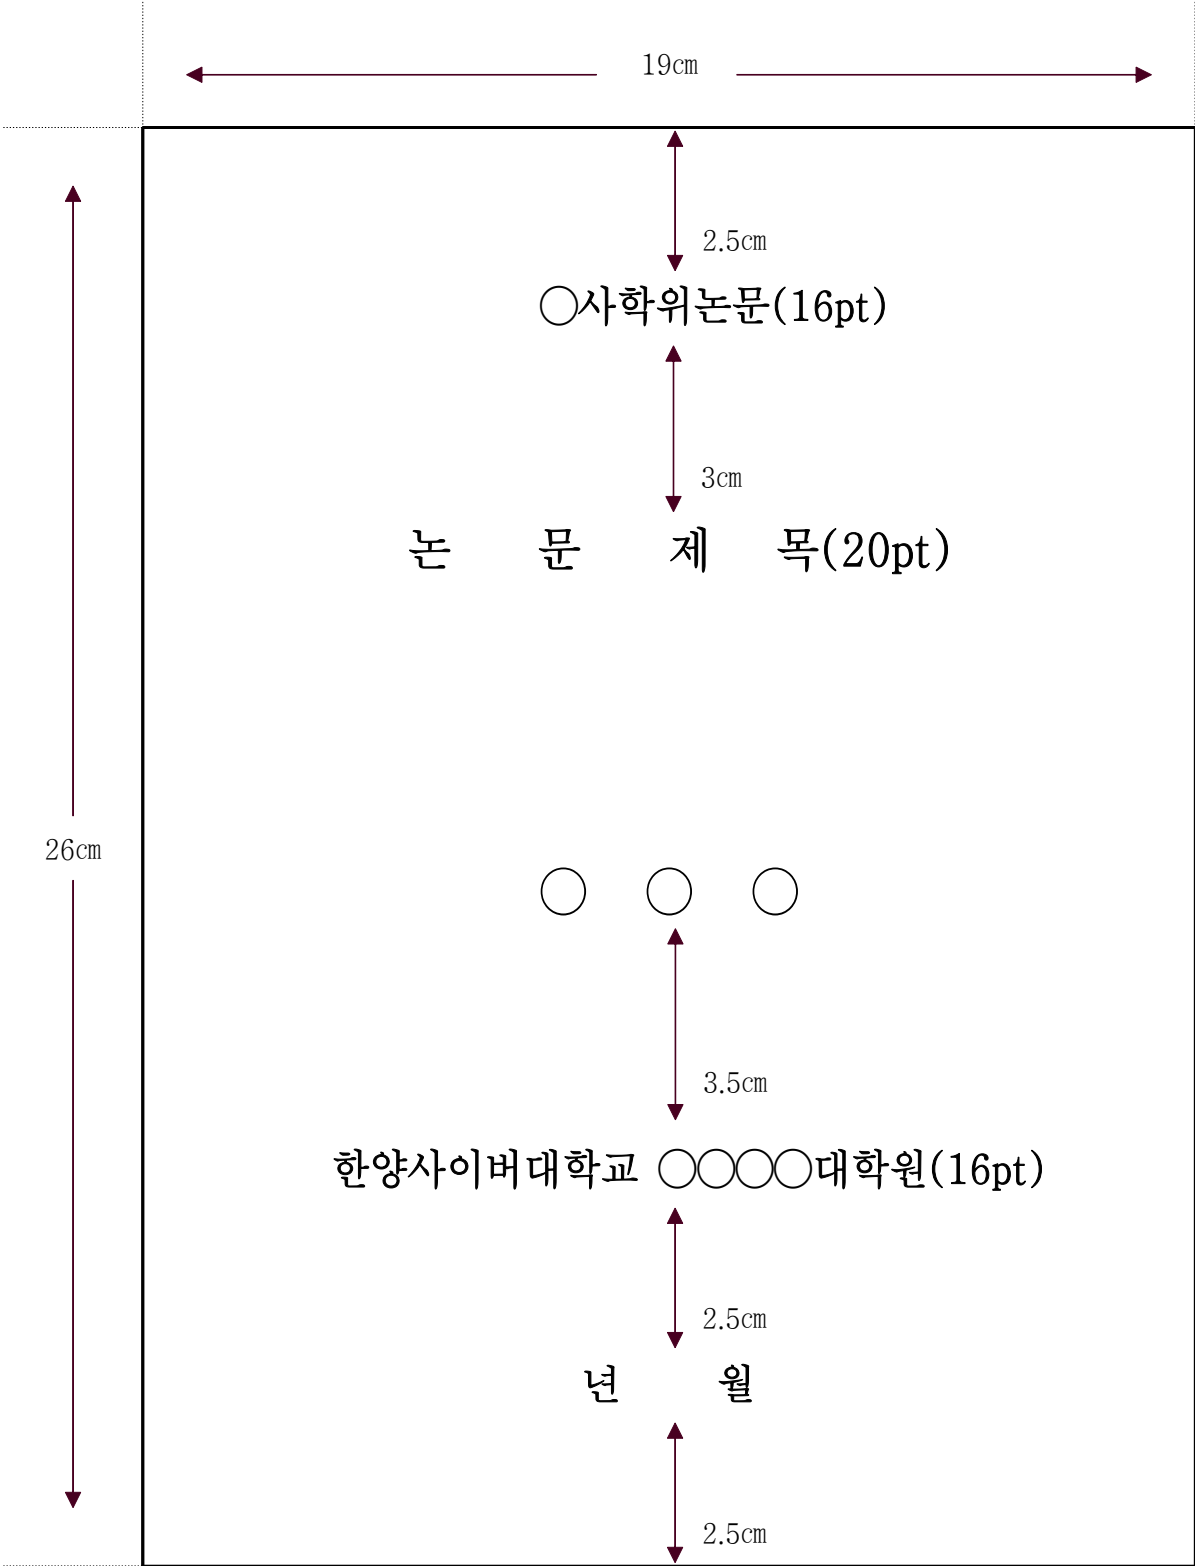 19cm
2.5cm
○사학위논문(16pt)
3cm
논 문 제 목(20pt)
26cm
○ ○ ○
3.5cm
한양사이버대학교 ○○○○대학원(16pt)
2.5cm
년 월
2.5cm